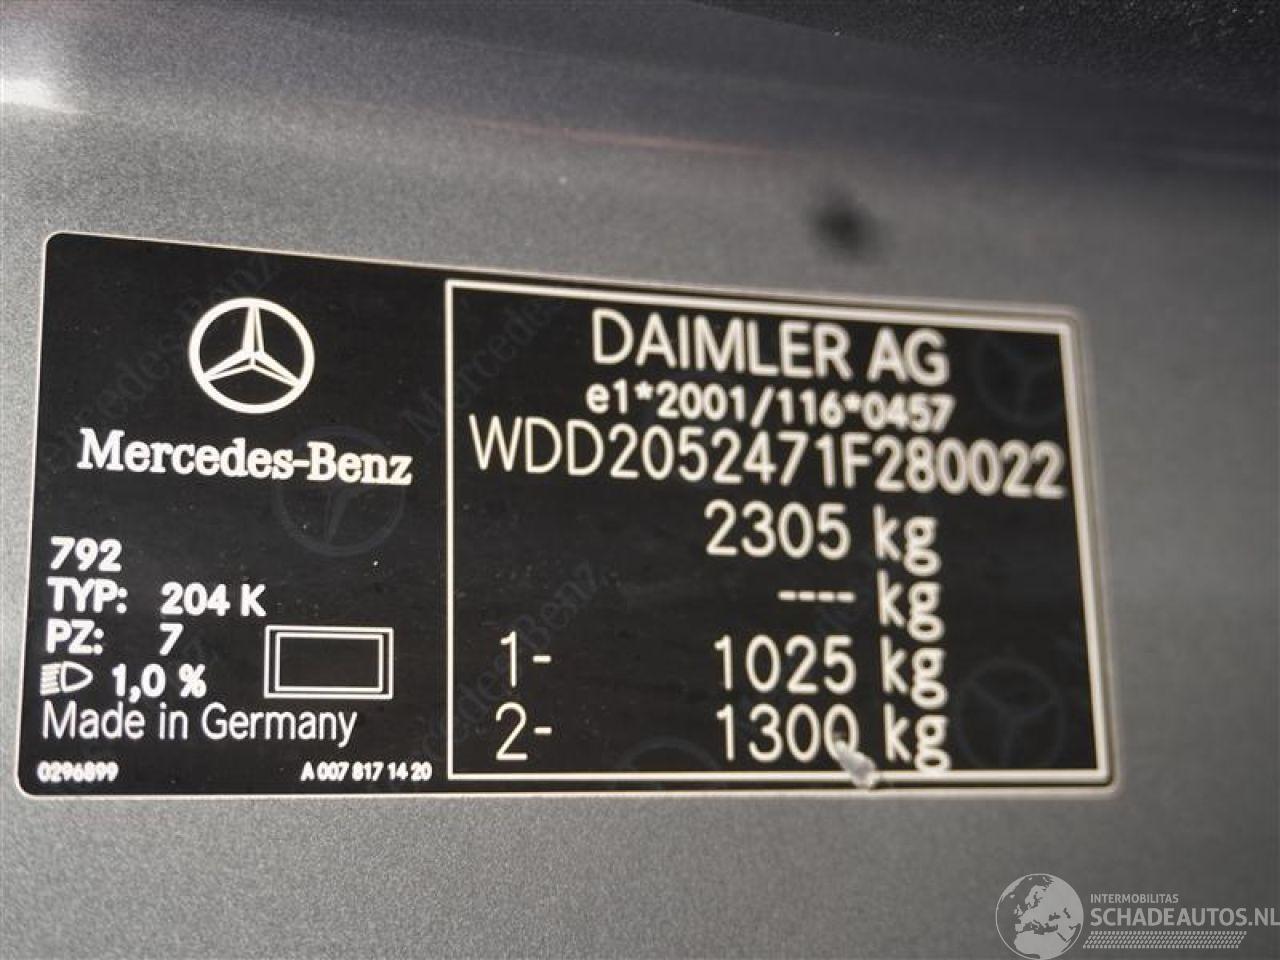 Mercedes-Benz
792
TYP: 204 K
PZ: 7
1,0 %
Made in Germany
0296899
A 007 817 14 20
DAIMLER AG
e1*2001/116*0457
WDD2052471F280022
2305 kg
---- kg
1- 1025 kg
2- 1300 kg
INTERMOBILITAS
SCHADEAUTOS.NL